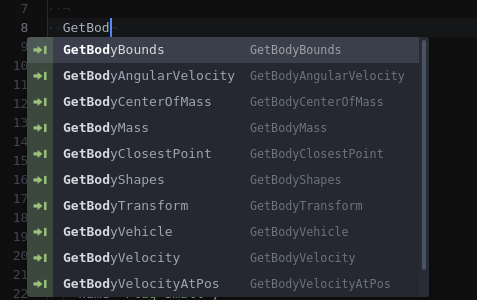 7
8 GetBod
9 GetBodyBounds GetBodyBounds
10 GetBodyAngularVelocity GetBodyAngularVelocity
11
12 GetBodyCenterOfMass GetBodyCenterOfMass
13 GetBodyMass GetBodyMass
14
15 GetBodyClosestPoint GetBodyClosestPoint
16 GetBodyShapes GetBodyShapes
17 GetBodyTransform GetBodyTransform
18
19 GetBodyVehicle GetBodyVehicle
20 GetBodyVelocity GetBodyVelocity
21 GetBodyVelocityAtPos GetBodyVelocityAtPos
22